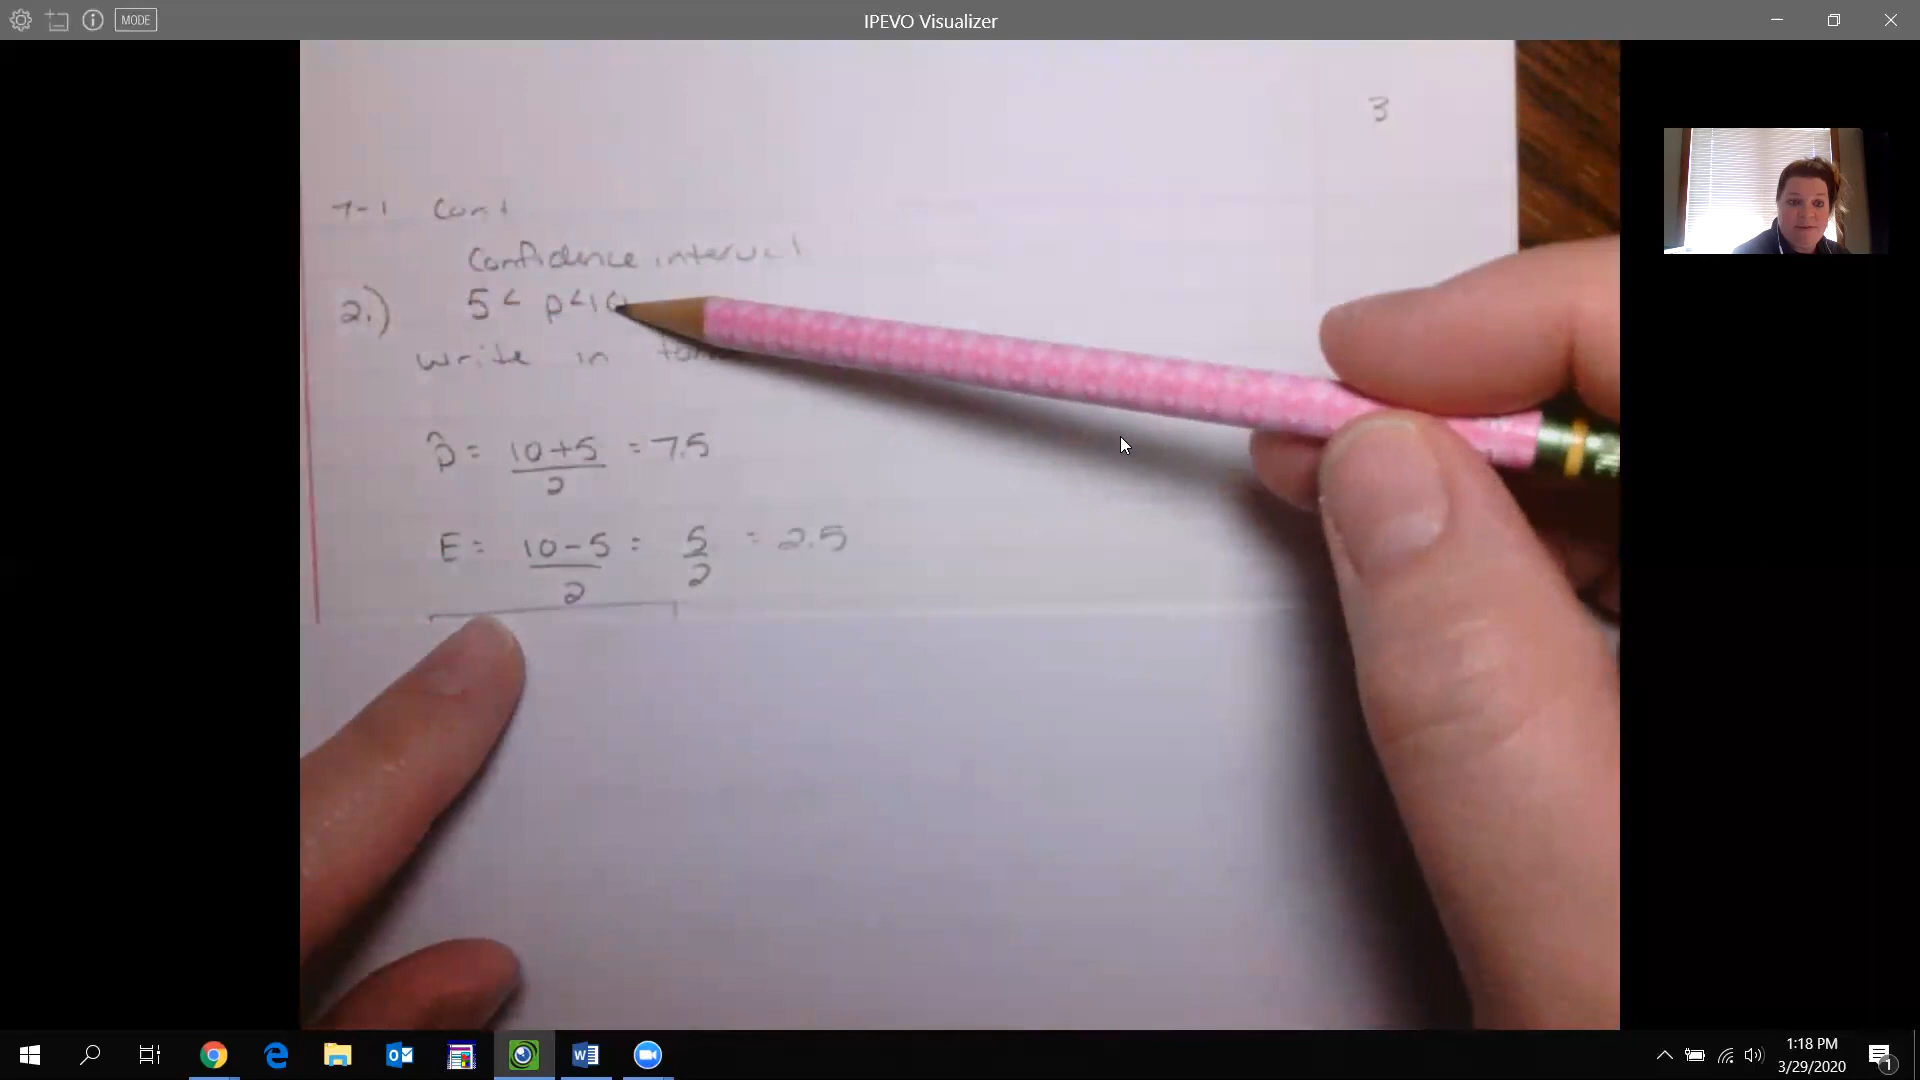 MODE
IPEVO Visualizer
3
7-1 Cont
Confidence interval
2.) 5 < p < 10
write in
p̂ = 10+5 / 2 = 7.5
E = 10-5 / 2 = 5 / 2 = 2.5
1:18 PM
3/29/2020
1